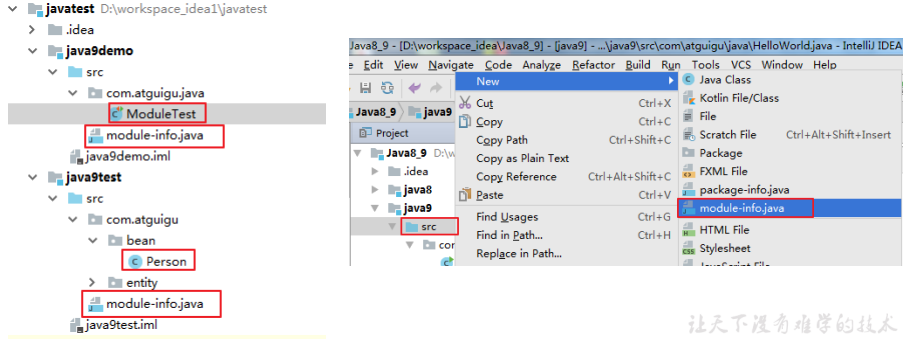 javatest D:\workspace_idea1\javatest
.idea
java9demo
src
com.atguigu.java
ModuleTest
module-info.java
java9demo.iml
java9test
src
com.atguigu
bean
Person
entity
module-info.java
java9test.iml
Java8_9 - [D:\workspace_idea\Java8_9] - [java9] - ...\java9\src\com\atguigu\java\HelloWorld.java - IntelliJ IDEA
Edit View Navigate Code Analyze Refactor Build Run Tools VCS Window Help
Java8_9 java9
Project
Java8_9 D:\w
.idea
java8
java9
src
com
New
Cut Ctrl+X
Copy Ctrl+C
Copy Path Ctrl+Shift+C
Copy as Plain Text
Copy Reference Ctrl+Alt+Shift+C
Paste Ctrl+V
Find Usages Ctrl+G
Find in Path... Ctrl+H
Replace in Path...
Java Class
Kotlin File/Class
File
Scratch File Ctrl+Alt+Shift+Insert
Package
FXML File
package-info.java
module-info.java
HTML File
Stylesheet
JavaScript File
让天下没有难学的技术